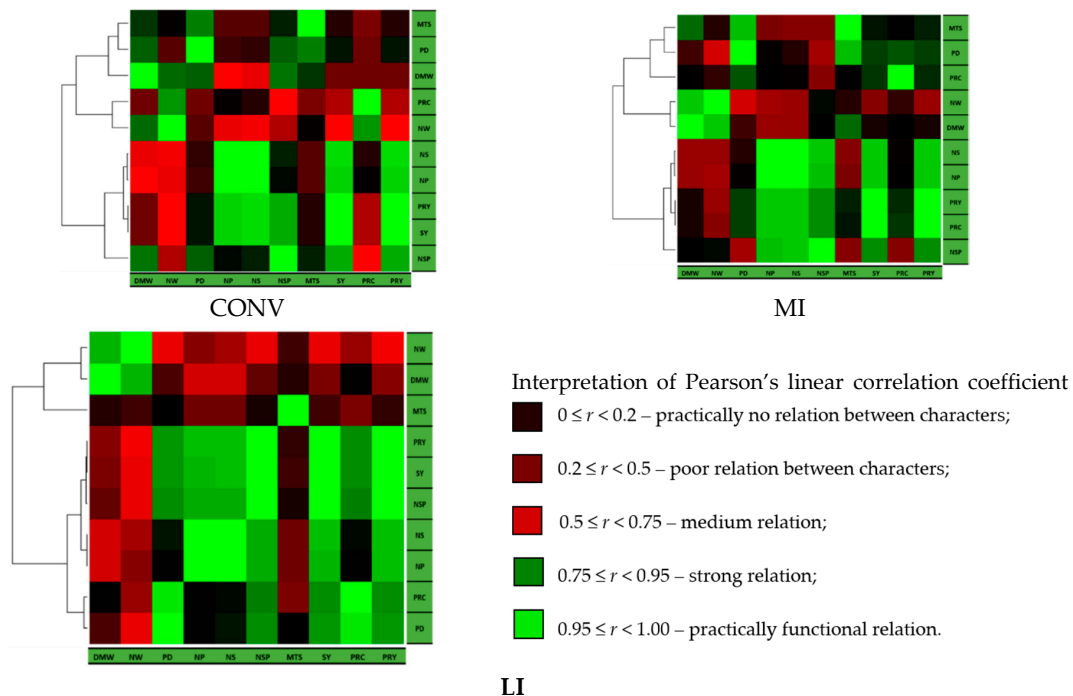 MTS
PD
DMW
PRC
NW
NS
NP
PRY
SY
NSP
DMW NW PD NP NS NSP MTS SY PRC PRY
CONV
MTS
PD
PRC
NW
DMW
NS
NP
PRY
PRC
NSP
DMW NW PD NP NS NSP MTS SY PRC PRY
MI
NW
DMW
MTS
PRY
SY
NSP
NS
NP
PRC
PD
DMW NW PD NP NS NSP MTS SY PRC PRY
LI
Interpretation of Pearson's linear correlation coefficient
0 ≤ r < 0.2 – practically no relation between characters;
0.2 ≤ r < 0.5 – poor relation between characters;
0.5 ≤ r < 0.75 – medium relation;
0.75 ≤ r < 0.95 – strong relation;
0.95 ≤ r < 1.00 – practically functional relation.